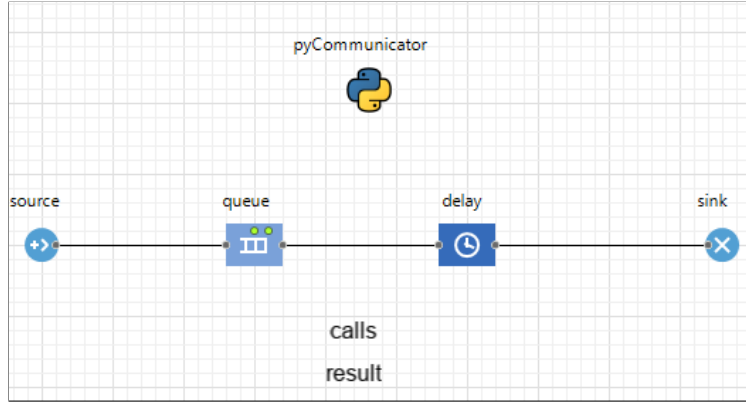 pyCommunicator
source queue delay sink
calls
result